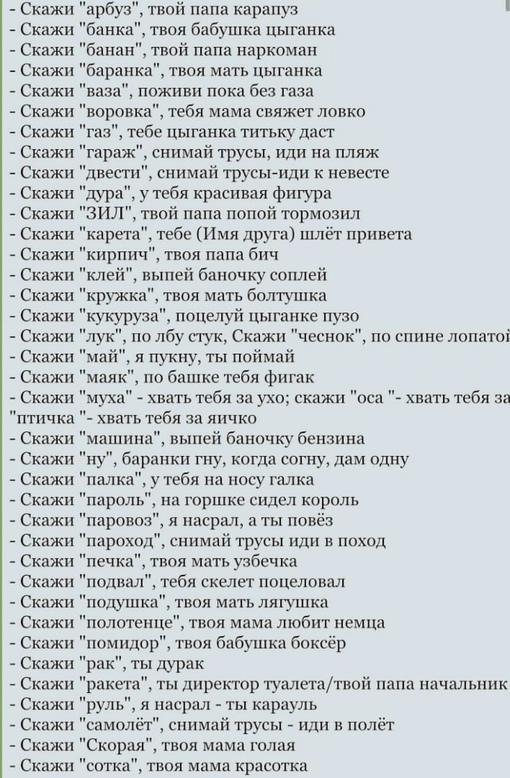 - Скажи "арбуз", твой папа карапуз
- Скажи "банка", твоя бабушка цыганка
- Скажи "банан", твой папа наркоман
- Скажи "баранка", твоя мать цыганка
- Скажи "ваза", поживи пока без газа
- Скажи "воровка", тебя мама свяжет ловко
- Скажи "газ", тебе цыганка титьку даст
- Скажи "гараж", снимай трусы, иди на пляж
- Скажи "двести", снимай трусы-иди к невесте
- Скажи "дура", у тебя красивая фигура
- Скажи "ЗИЛ", твой папа попой тормозил
- Скажи "карета", тебе (Имя друга) шлёт привета
- Скажи "кирпич", твоя папа бич
- Скажи "клей", выпей баночку соплей
- Скажи "кружка", твоя мать болтушка
- Скажи "кукуруза", поцелуй цыганке пузо
- Скажи "лук", по лбу стук, Скажи "чеснок", по спине лопатой
- Скажи "май", я пукну, ты поймай
- Скажи "маяк", по башке тебя фигак
- Скажи "муха" - хвать тебя за ухо; скажи "оса "- хвать тебя за
"птичка "- хвать тебя за яичко
- Скажи "машина", выпей баночку бензина
- Скажи "ну", баранки гну, когда согну, дам одну
- Скажи "палка", у тебя на носу галка
- Скажи "пароль", на горшке сидел король
- Скажи "паровоз", я насрал, а ты повёз
- Скажи "пароход", снимай трусы иди в поход
- Скажи "печка", твоя мать узбечка
- Скажи "подвал", тебя скелет поцеловал
- Скажи "подушка", твоя мать лягушка
- Скажи "полотенце", твоя мама любит немца
- Скажи "помидор", твоя бабушка боксёр
- Скажи "рак", ты дурак
- Скажи "ракета", ты директор туалета/твой папа начальник
- Скажи "руль", я насрал - ты карауль
- Скажи "самолёт", снимай трусы - иди в полёт
- Скажи "Скорая", твоя мама голая
- Скажи "сотка", твоя мама красотка